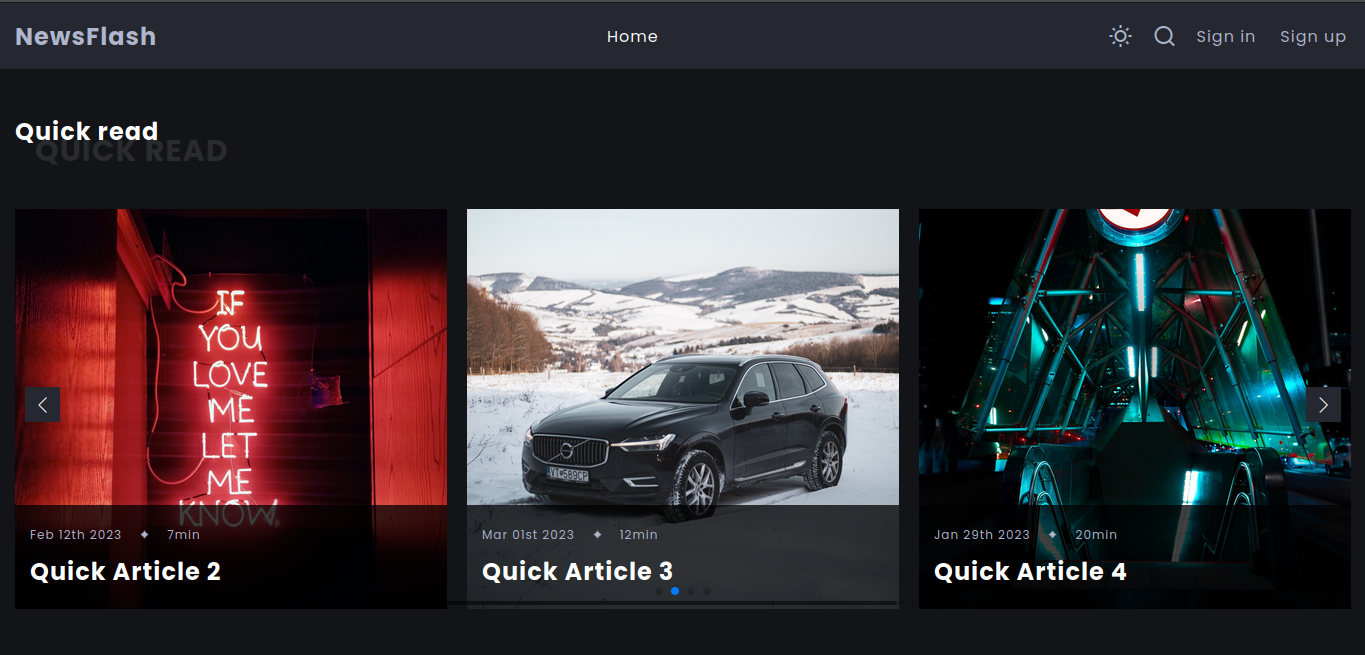 NewsFlash
Home
Sign in
Sign up
Quick read
QUICK READ
IF
YOU
LOVE
ME
LET
ME
KNOW.
Feb 12th 2023
7min
Quick Article 2
VT 589CP
Mar 01st 2023
12min
Quick Article 3
Jan 29th 2023
20min
Quick Article 4